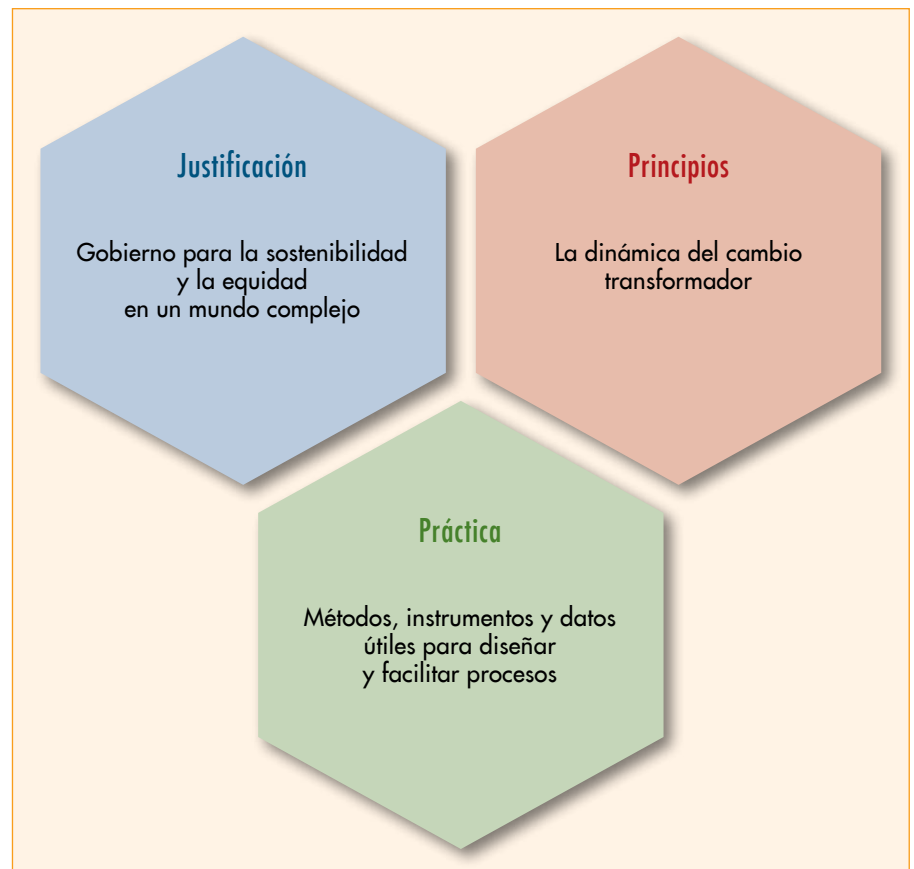 Justificación
Gobierno para la sostenibilidad
y la equidad
en un mundo complejo
Principios
La dinámica del cambio
transformador
Práctica
Métodos, instrumentos y datos
útiles para diseñar
y facilitar procesos